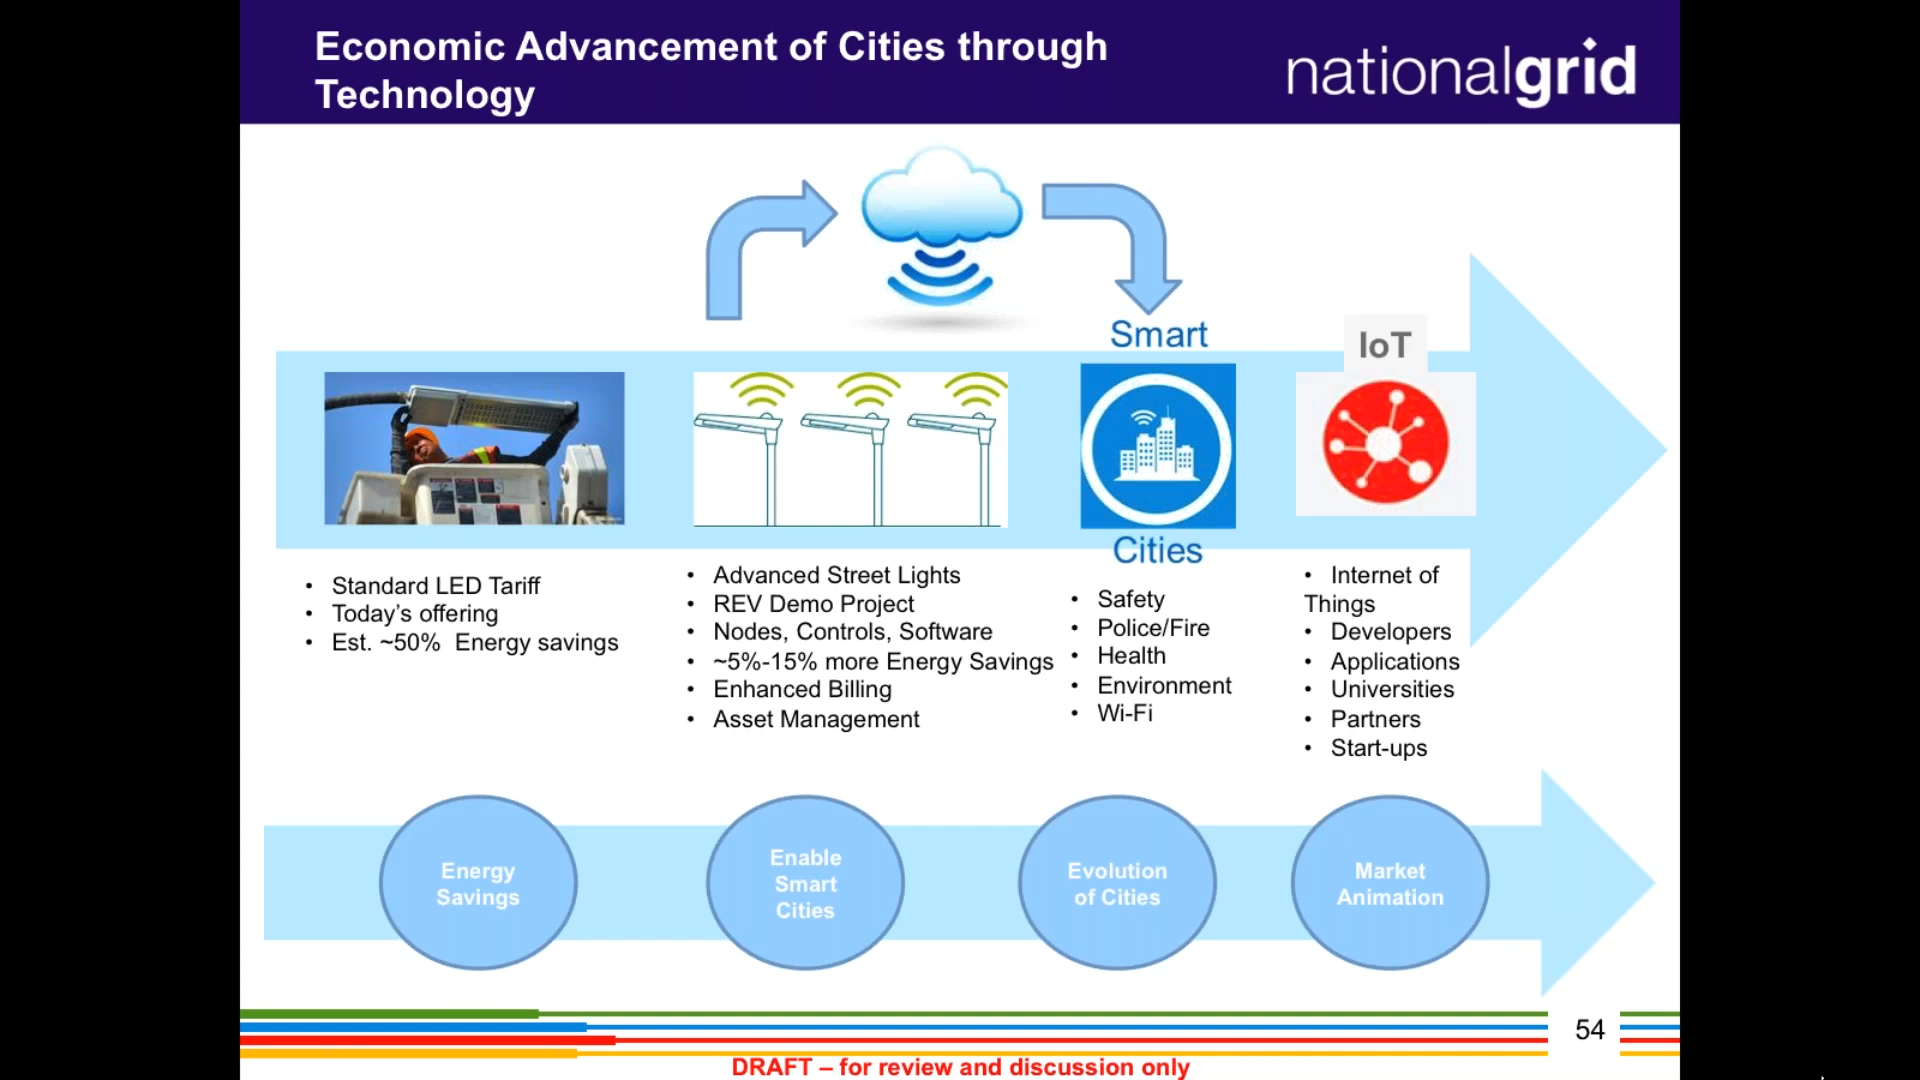 Economic Advancement of Cities through
Technology
nationalgrid
Smart
Cities
IoT
• Standard LED Tariff
• Today’s offering
• Est. ~50%  Energy savings
• Advanced Street Lights
• REV Demo Project
• Nodes, Controls, Software
• ~5%-15% more Energy Savings
• Enhanced Billing
• Asset Management
• Safety
• Police/Fire
• Health
• Environment
• Wi-Fi
• Internet of
Things
• Developers
• Applications
• Universities
• Partners
• Start-ups
Energy
Savings
Enable
Smart
Cities
Evolution
of Cities
Market
Animation
54
DRAFT – for review and discussion only